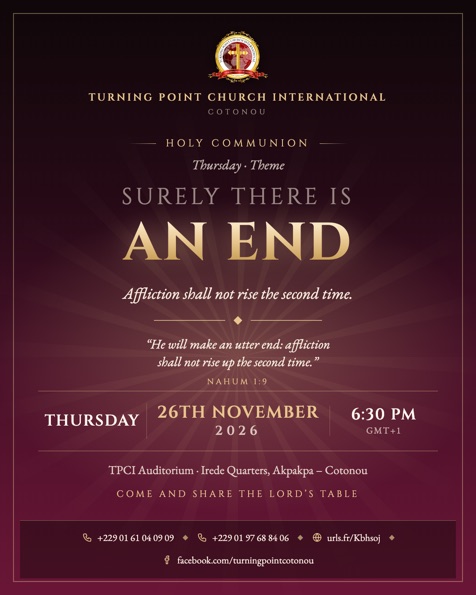 TURNING POINT CHURCH INTERNATIONAL
COTONOU
HOLY COMMUNION
Thursday · Theme
SURELY THERE IS
AN END
Affliction shall not rise the second time.
“He will make an utter end: affliction
shall not rise up the second time.”
NAHUM 1:9
THURSDAY
26TH NOVEMBER
2026
6:30 PM
GMT+1
TPCI Auditorium · Irede Quarters, Akpakpa – Cotonou
COME AND SHARE THE LORD'S TABLE
+229 01 61 04 09 09 ◆ +229 01 97 68 84 06 ◆ urls.fr/Kbhsoj ◆
facebook.com/turningpointcotonou